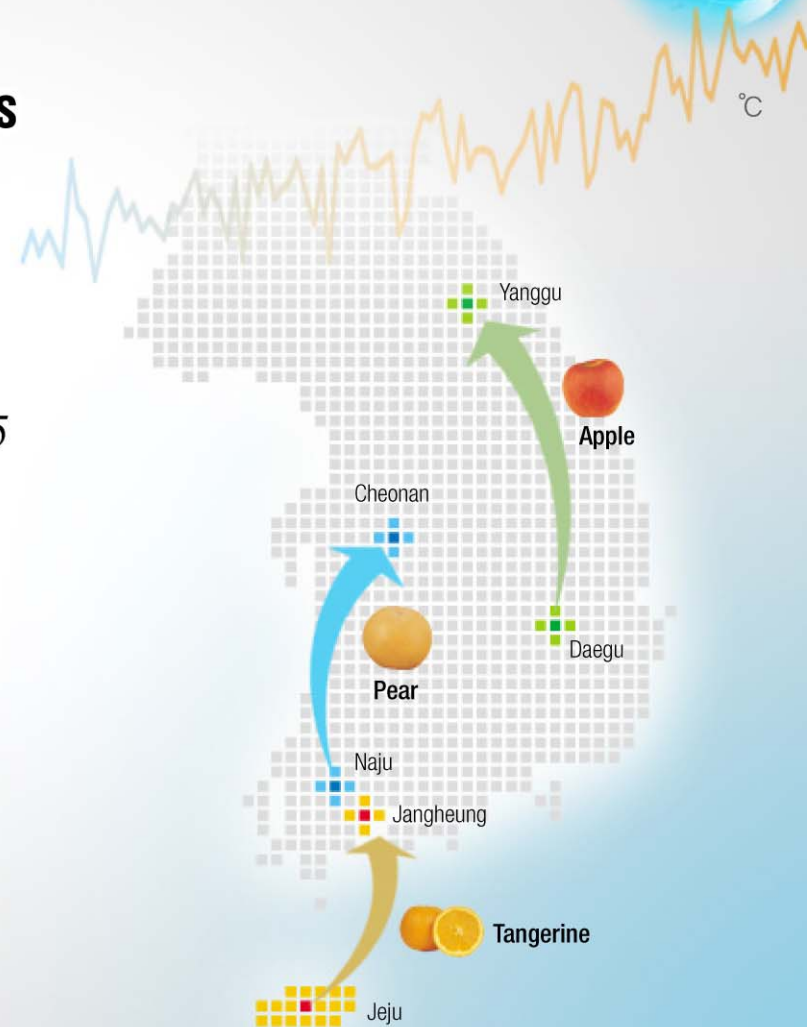 s
°C
Yanggu
Apple
Cheonan
Daegu
Pear
Naju
Jangheung
Tangerine
Jeju